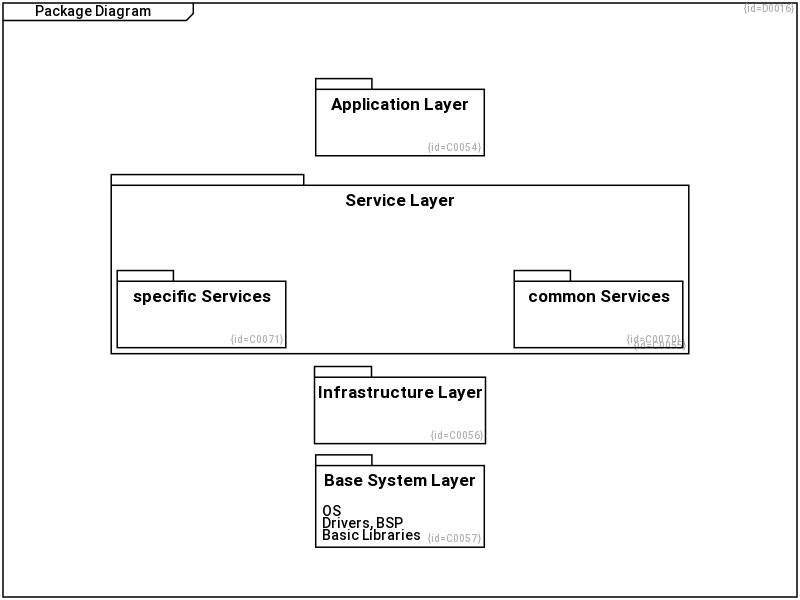 Package Diagram
{id=D0016}
Application Layer
{id=C0054}
Service Layer
specific Services
{id=C0071}
common Services
{id=C0070}
{id=C0055}
Infrastructure Layer
{id=C0056}
Base System Layer
OS
Drivers, BSP
Basic Libraries
{id=C0057}